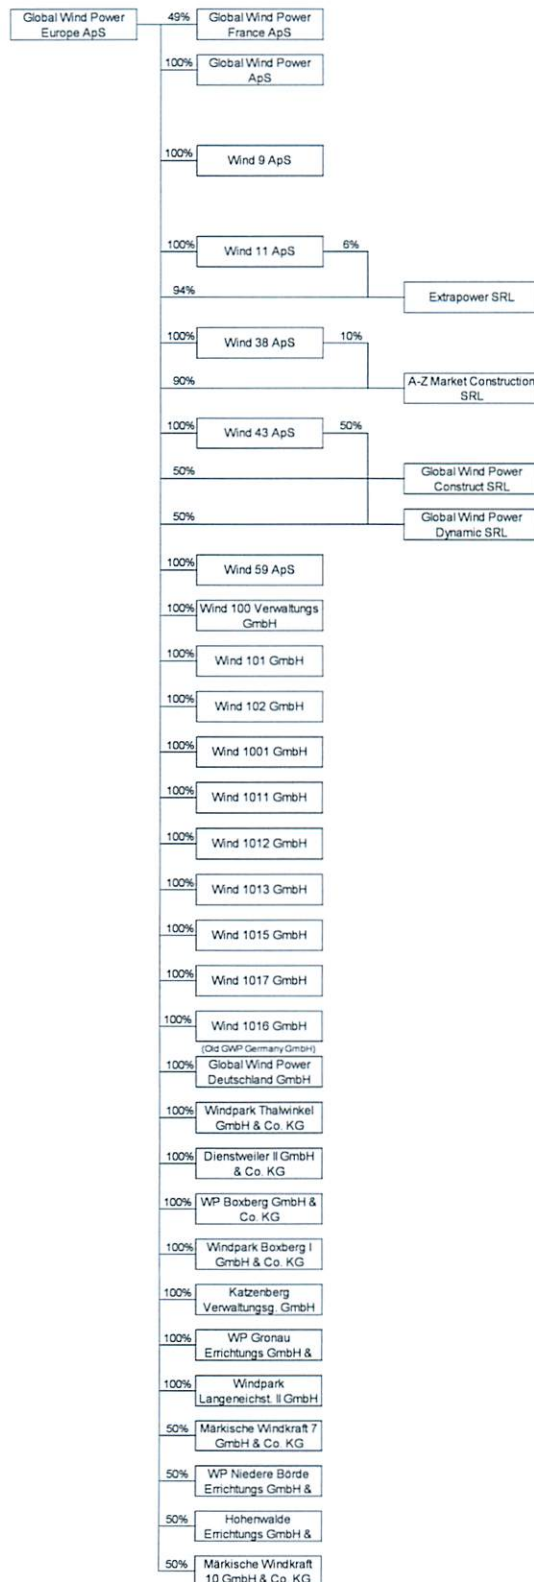 Global Wind Power
Europe ApS
49%
Global Wind Power
France ApS
100%
Global Wind Power
ApS
100%
Wind 9 ApS
100%
Wind 11 ApS
6%
94%
Extrapower SRL
100%
Wind 38 ApS
10%
90%
A-Z Market Construction
SRL
100%
Wind 43 ApS
50%
50%
Global Wind Power
Construct SRL
50%
Global Wind Power
Dynamic SRL
100%
Wind 59 ApS
100%
Wind 100 Verwaltungs
GmbH
100%
Wind 101 GmbH
100%
Wind 102 GmbH
100%
Wind 1001 GmbH
100%
Wind 1011 GmbH
100%
Wind 1012 GmbH
100%
Wind 1013 GmbH
100%
Wind 1015 GmbH
100%
Wind 1017 GmbH
100%
Wind 1016 GmbH
(Old GWP Germany GmbH)
100%
Global Wind Power
Deutschland GmbH
100%
Windpark Thalwinkel
GmbH & Co. KG
100%
Dienstweiler II GmbH
& Co. KG
100%
WP Boxberg GmbH &
Co. KG
100%
Windpark Boxberg I
GmbH & Co. KG
100%
Katzenberg
Verwaltungsg. GmbH
100%
WP Gronau
Errichtungs GmbH &
100%
Windpark
Langeneichst. II GmbH
50%
Märkische Windkraft 7
GmbH & Co. KG
50%
WP Niedere Börde
Errichtungs GmbH &
50%
Hohenwalde
Errichtungs GmbH &
50%
Märkische Windkraft
10 GmbH & Co. KG